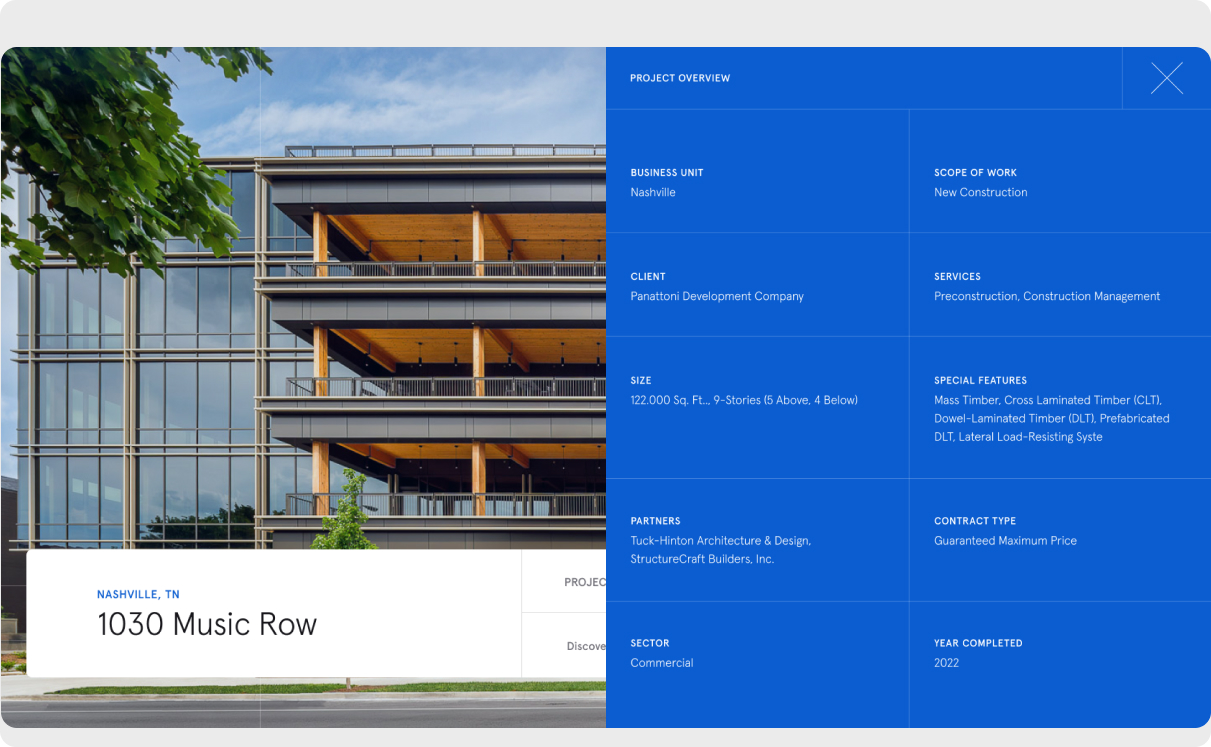 NASHVILLE, TN
1030 Music Row
PROJEC
Discove
PROJECT OVERVIEW
BUSINESS UNIT
Nashville
SCOPE OF WORK
New Construction
CLIENT
Panattoni Development Company
SERVICES
Preconstruction, Construction Management
SIZE
122.000 Sq. Ft.., 9-Stories (5 Above, 4 Below)
SPECIAL FEATURES
Mass Timber, Cross Laminated Timber (CLT),
Dowel-Laminated Timber (DLT), Prefabricated
DLT, Lateral Load-Resisting Syste
PARTNERS
Tuck-Hinton Architecture & Design,
StructureCraft Builders, Inc.
CONTRACT TYPE
Guaranteed Maximum Price
SECTOR
Commercial
YEAR COMPLETED
2022